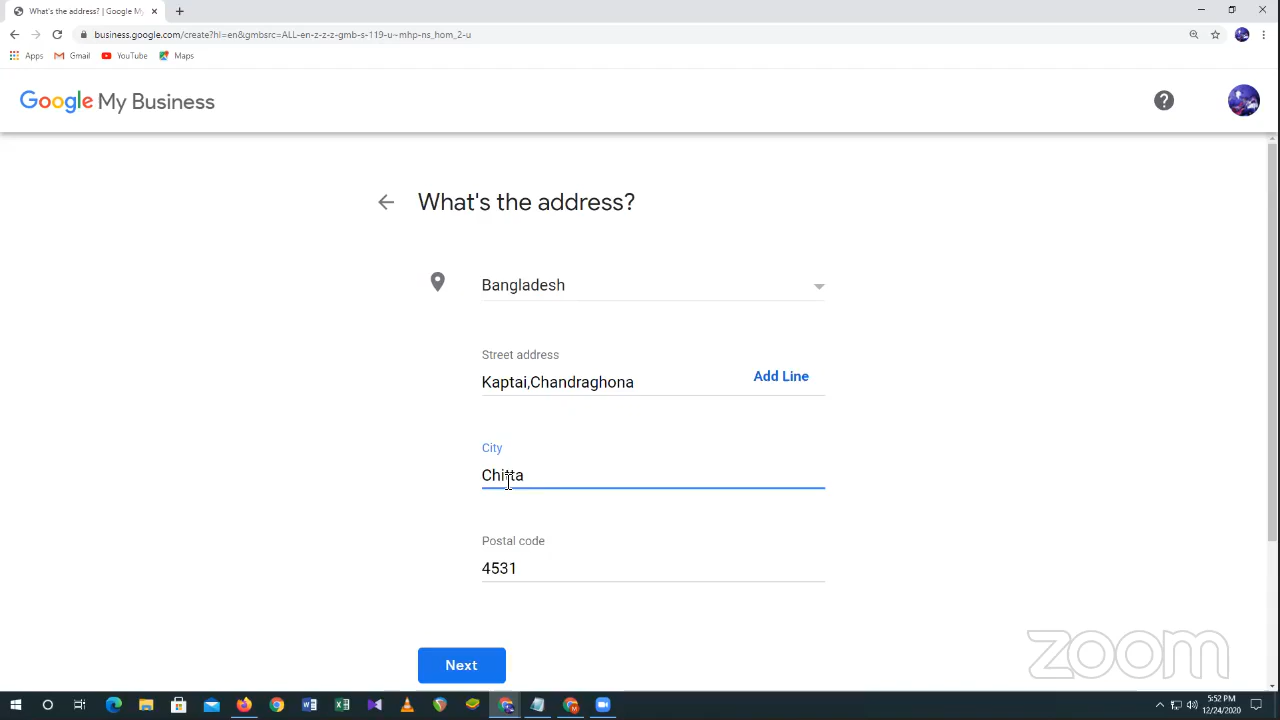 What's the address? | Google My
business.google.com/create?hl=en&gmbsrc=ALL-en-z-z-z-gmb-s-119-u~mhp-ns_hom_2-u
Apps Gmail YouTube Maps
Google My Business
What's the address?
Bangladesh
Street address
Kaptai,Chandraghona
Add Line
City
Chitta
Postal code
4531
Next
zoom
5:52 PM
12/24/2020